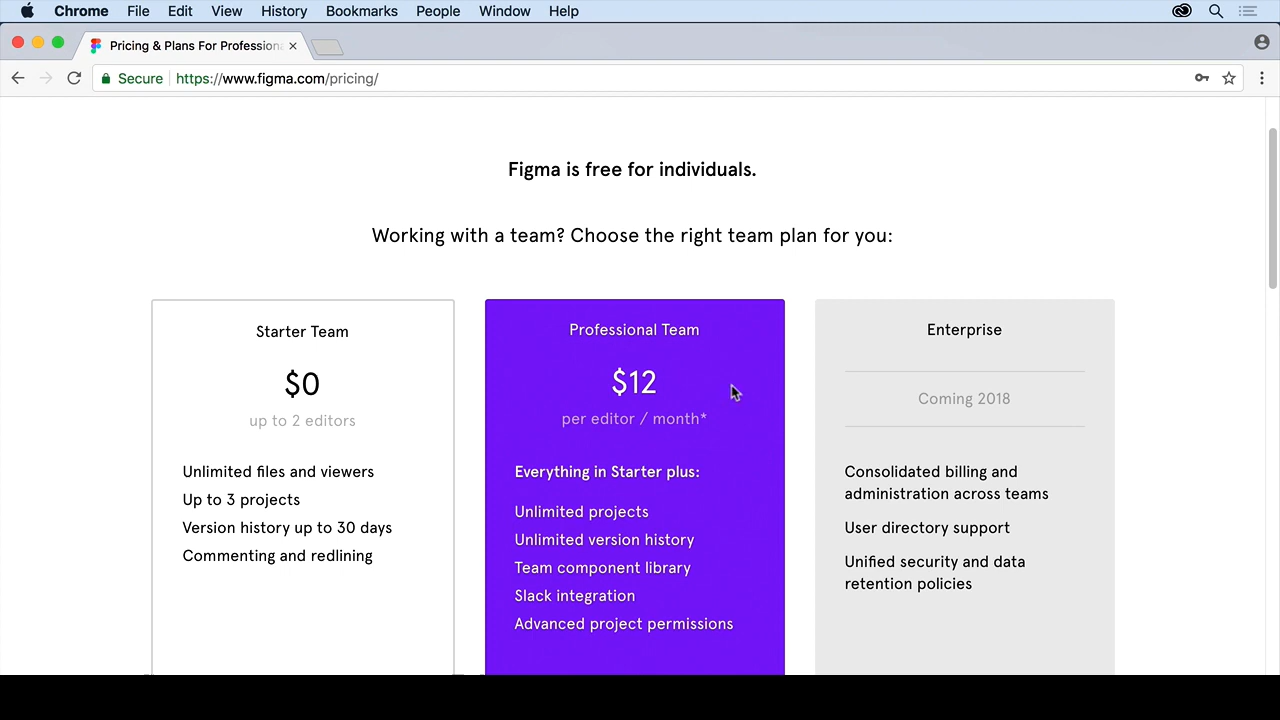 Chrome File Edit View History Bookmarks People Window Help
Pricing & Plans For Professiona
Secure https://www.figma.com/pricing/
Figma is free for individuals.
Working with a team? Choose the right team plan for you:
Starter Team
$0
up to 2 editors
Unlimited files and viewers
Up to 3 projects
Version history up to 30 days
Commenting and redlining
Professional Team
$12
per editor / month*
Everything in Starter plus:
Unlimited projects
Unlimited version history
Team component library
Slack integration
Advanced project permissions
Enterprise
Coming 2018
Consolidated billing and
administration across teams
User directory support
Unified security and data
retention policies